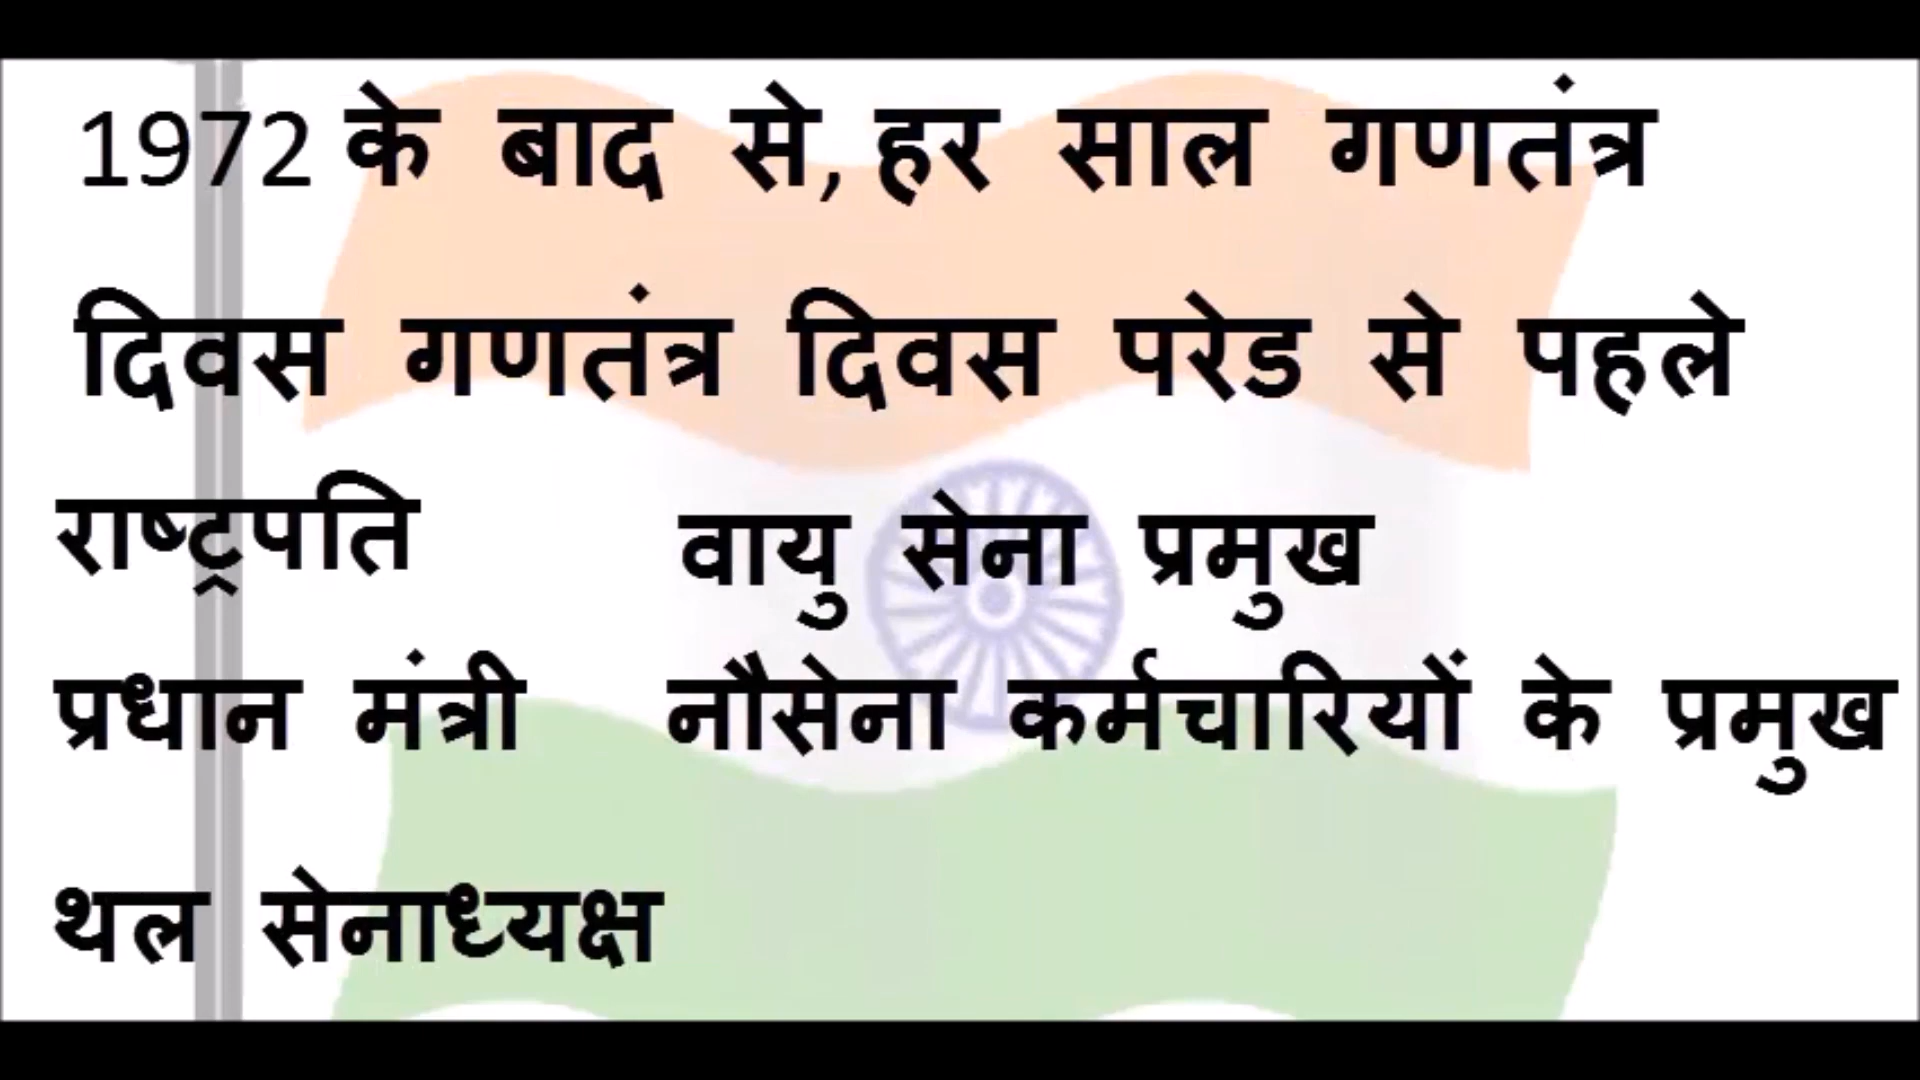 1972 के बाद से, हर साल गणतंत्र
दिवस गणतंत्र दिवस परेड से पहले
राष्ट्रपति वायु सेना प्रमुख
प्रधान मंत्री नौसेना कर्मचारियों के प्रमुख
थल सेनाध्यक्ष